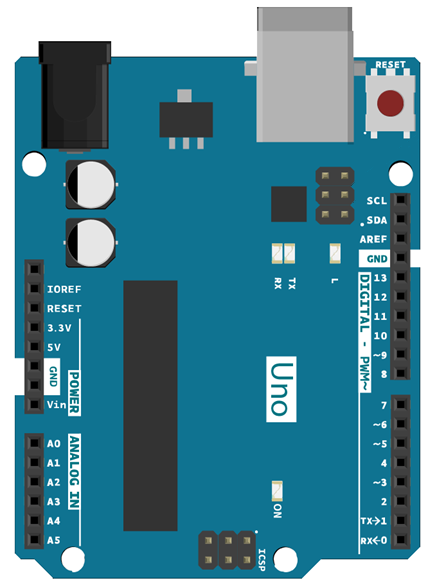 RESET
SCL
SDA
AREF
GND
13
12
11
10
~9
8
DIGITAL - PWM~
7
~6
~5
4
~3
2
TX→1
RX←0
RX
TX
L
IOREF
RESET
3.3V
5V
GND
Vin
POWER
A0
A1
A2
A3
A4
A5
ANALOG IN
Uno
ON
ICSP